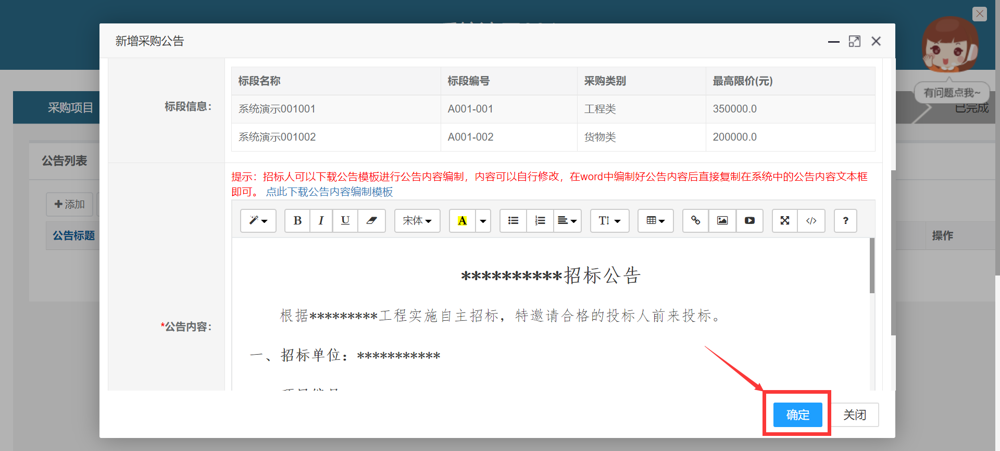 新增采购公告
有问题点我~
采购项目
已完成
公告列表
添加
公告标题
操作
标段信息：
标段名称 标段编号 采购类别 最高限价(元)
系统演示001001 A001-001 工程类 350000.0
系统演示001002 A001-002 货物类 200000.0
提示：招标人可以下载公告模板进行公告内容编制，内容可以自行修改，在word中编制好公告内容后直接复制在系统中的公告内容文本框
即可。 点此下载公告内容编制模板
B I U 宋体 A T ?
*公告内容：
**********招标公告
根据*********工程实施自主招标，特邀请合格的投标人前来投标。
一、招标单位：***********
确定 关闭